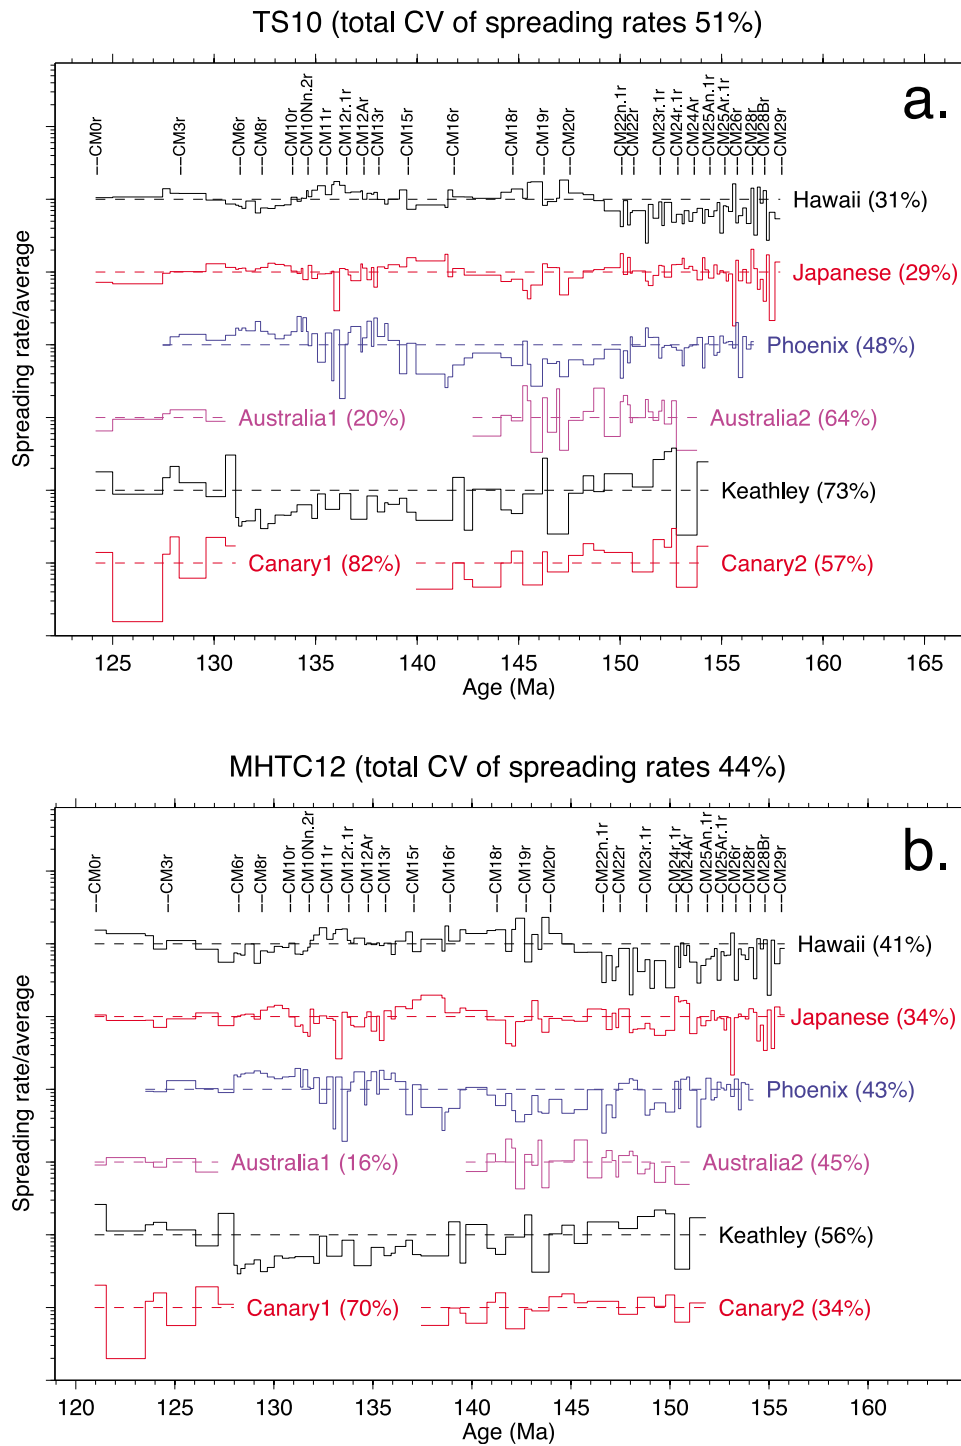 TS10 (total CV of spreading rates 51%)
a.
--CM0r
--CM3r
--CM6r
--CM8r
--CM10r
--CM10Nn.2r
--CM11r
--CM12r.1r
--CM12Ar
--CM13r
--CM15r
--CM16r
--CM18r
--CM19r
--CM20r
--CM22n.1r
--CM22r
--CM23r.1r
--CM24r.1r
--CM24Ar
--CM25An.1r
--CM25Ar.1r
--CM26r
--CM28r
--CM28Br
--CM29r
Spreading rate/average
Hawaii (31%)
Japanese (29%)
Phoenix (48%)
Australia1 (20%)
Australia2 (64%)
Keathley (73%)
Canary1 (82%)
Canary2 (57%)
125 130 135 140 145 150 155 160 165
Age (Ma)
MHTC12 (total CV of spreading rates 44%)
b.
--CM0r
--CM3r
--CM6r
--CM8r
--CM10r
--CM10Nn.2r
--CM11r
--CM12r.1r
--CM12Ar
--CM13r
--CM15r
--CM16r
--CM18r
--CM19r
--CM20r
--CM22n.1r
--CM22r
--CM23r.1r
--CM24r.1r
--CM24Ar
--CM25An.1r
--CM25Ar.1r
--CM26r
--CM28r
--CM28Br
--CM29r
Spreading rate/average
Hawaii (41%)
Japanese (34%)
Phoenix (43%)
Australia1 (16%)
Australia2 (45%)
Keathley (56%)
Canary1 (70%)
Canary2 (34%)
120 125 130 135 140 145 150 155 160
Age (Ma)